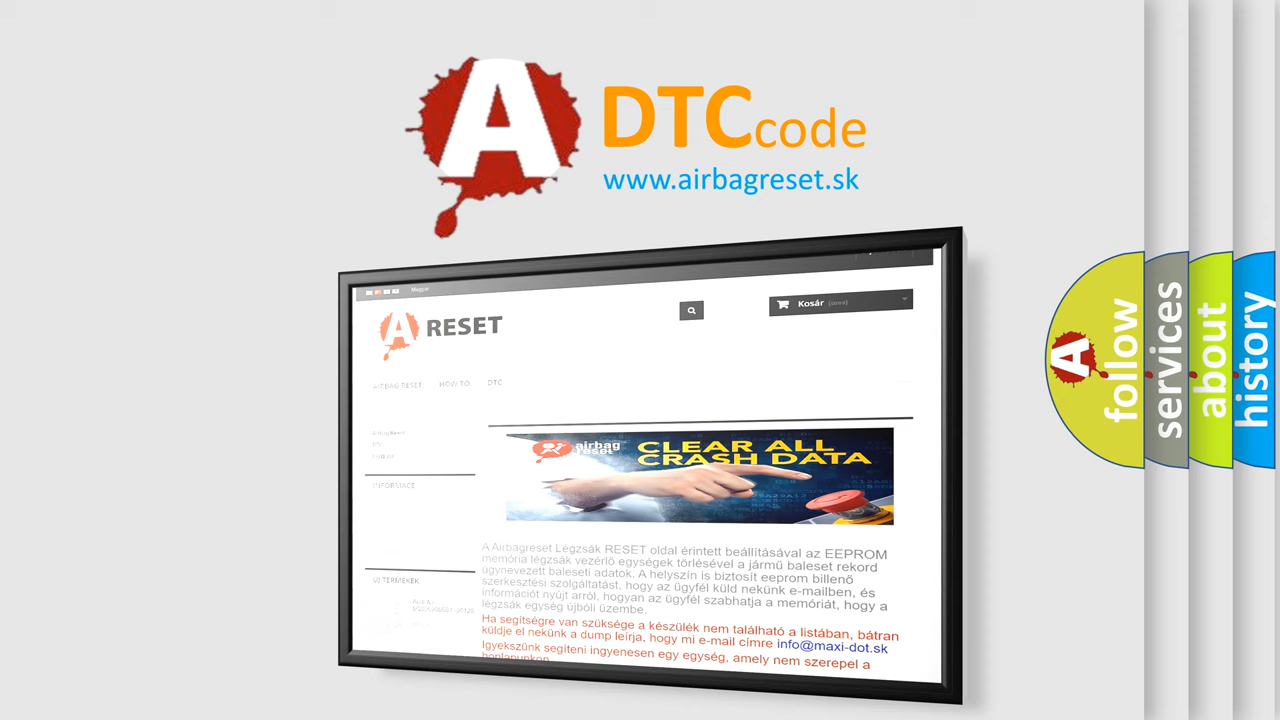 A
DTCcode
www.airbagreset.sk
Magyar
A RESET
Kosár (üres)
AIRBAG RESET HOW TO DTC
INFORMACE
airbag
reset
CLEAR ALL
CRASH DATA
A Airbagreset Légzsák RESET oldal érintett beállításával az EEPROM
memória légzsák vezérlő egységek törlésével a jármű baleset rekord
úgynevezett baleseti adatok. A helyszín is biztosít eeprom billenő
szerkesztési szolgáltatást, hogy az ügyfél küld nekünk e-mailben, és
információt nyújt arról, hogyan az ügyfél szabhatja a memóriát, hogy a
légzsák egység újbóli üzembe.
Ha segítségre van szüksége a készülék nem található a listában, bátran
küldje el nekünk a dump leírja, hogy mi e-mail címre info@maxi-dot.sk
Igyekszünk segíteni ingyenesen egy egység, amely nem szerepel a
honlapunkon
ÚJ TERMÉKEK
A follow
services
about
history